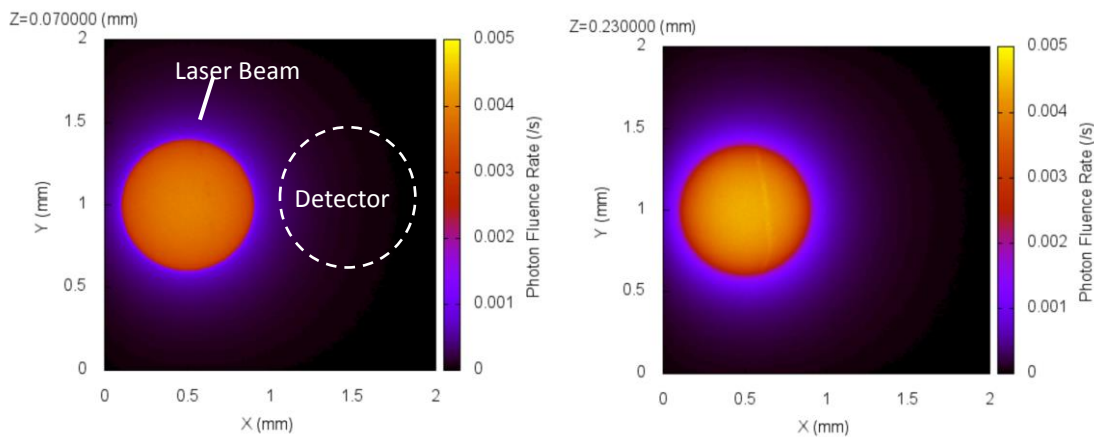 Z=0.070000 (mm)
Laser Beam
Detector
2
1.5
1
0.5
0
Y (mm)
0 0.5 1 1.5 2
X (mm)
0.005
0.004
0.003
0.002
0.001
0
Photon Fluence Rate (/s)
Z=0.230000 (mm)
2
1.5
1
0.5
0
Y (mm)
0 0.5 1 1.5 2
X (mm)
0.005
0.004
0.003
0.002
0.001
0
Photon Fluence Rate (/s)